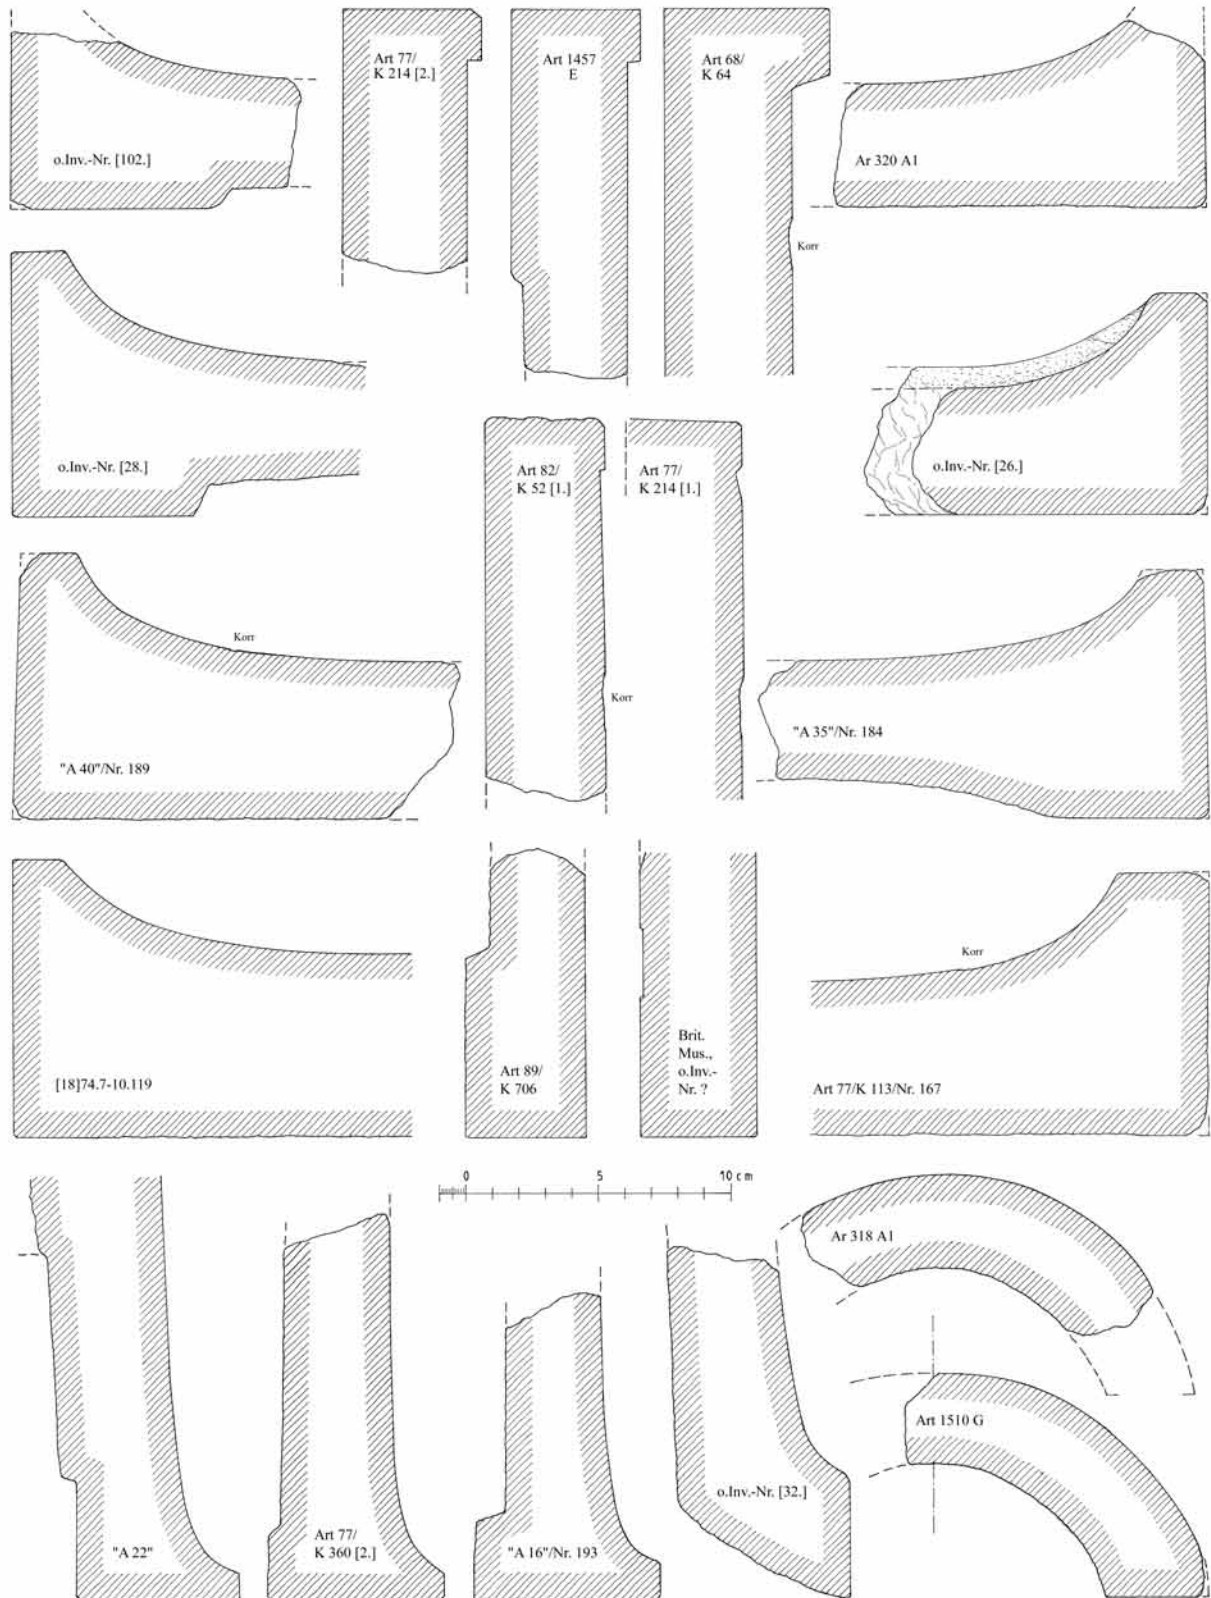 Art 77/
K 214 [2.]
Art 1457
E
Art 68/
K 64
o.Inv.-Nr. [102.]
Ar 320 A1
Korr
o.Inv.-Nr. [28.]
Art 82/
K 52 [1.]
Art 77/
K 214 [1.]
o.Inv.-Nr. [26.]
Korr
Korr
"A 40"/Nr. 189
"A 35"/Nr. 184
Korr
[18]74.7-10.119
Art 89/
K 706
Brit.
Mus.,
o.Inv.-
Nr. ?
Art 77/K 113/Nr. 167
0 5 10 cm
Ar 318 A1
Art 1510 G
o.Inv.-Nr. [32.]
"A 22"
Art 77/
K 360 [2.]
"A 16"/Nr. 193